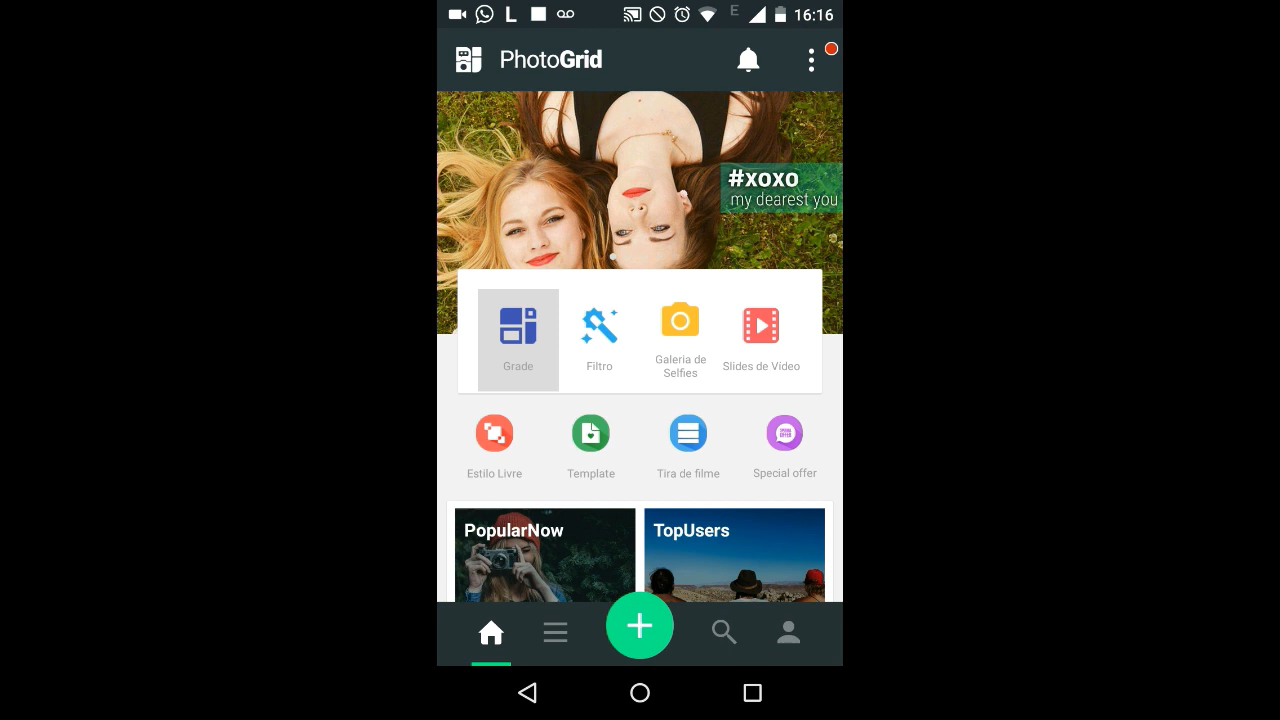 L
E
16:16
PhotoGrid
#xoxo
my dearest you
Grade
Filtro
Galeria de
Selfies
Slides de Vídeo
Estilo Livre
Template
Tira de filme
Special offer
PopularNow
TopUsers